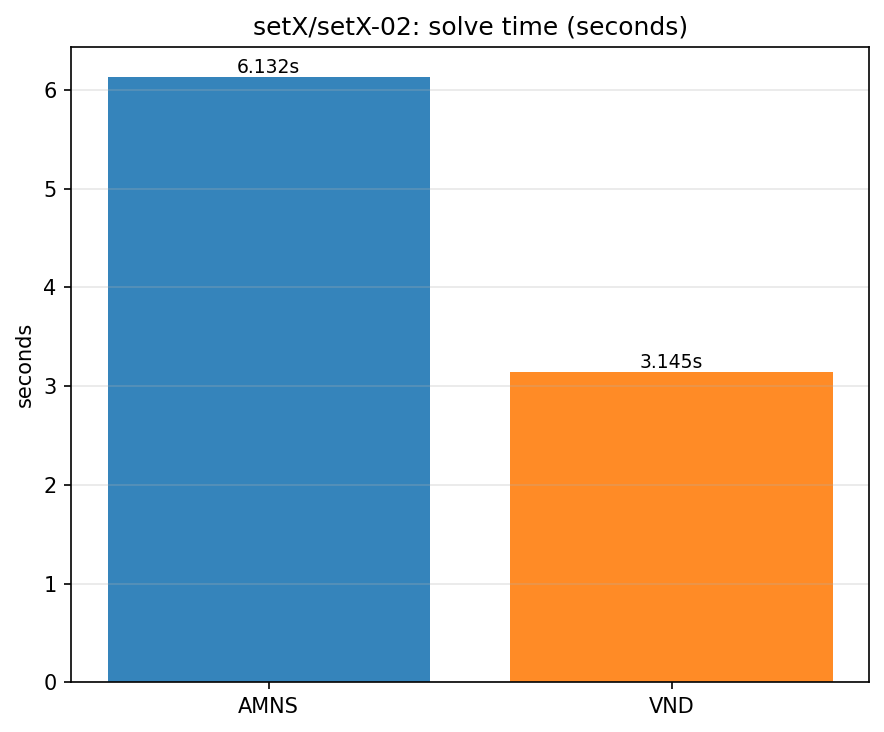 setX/setX-02: solve time (seconds)
6.132s
3.145s
6
5
4
3
2
1
0
seconds
AMNS
VND